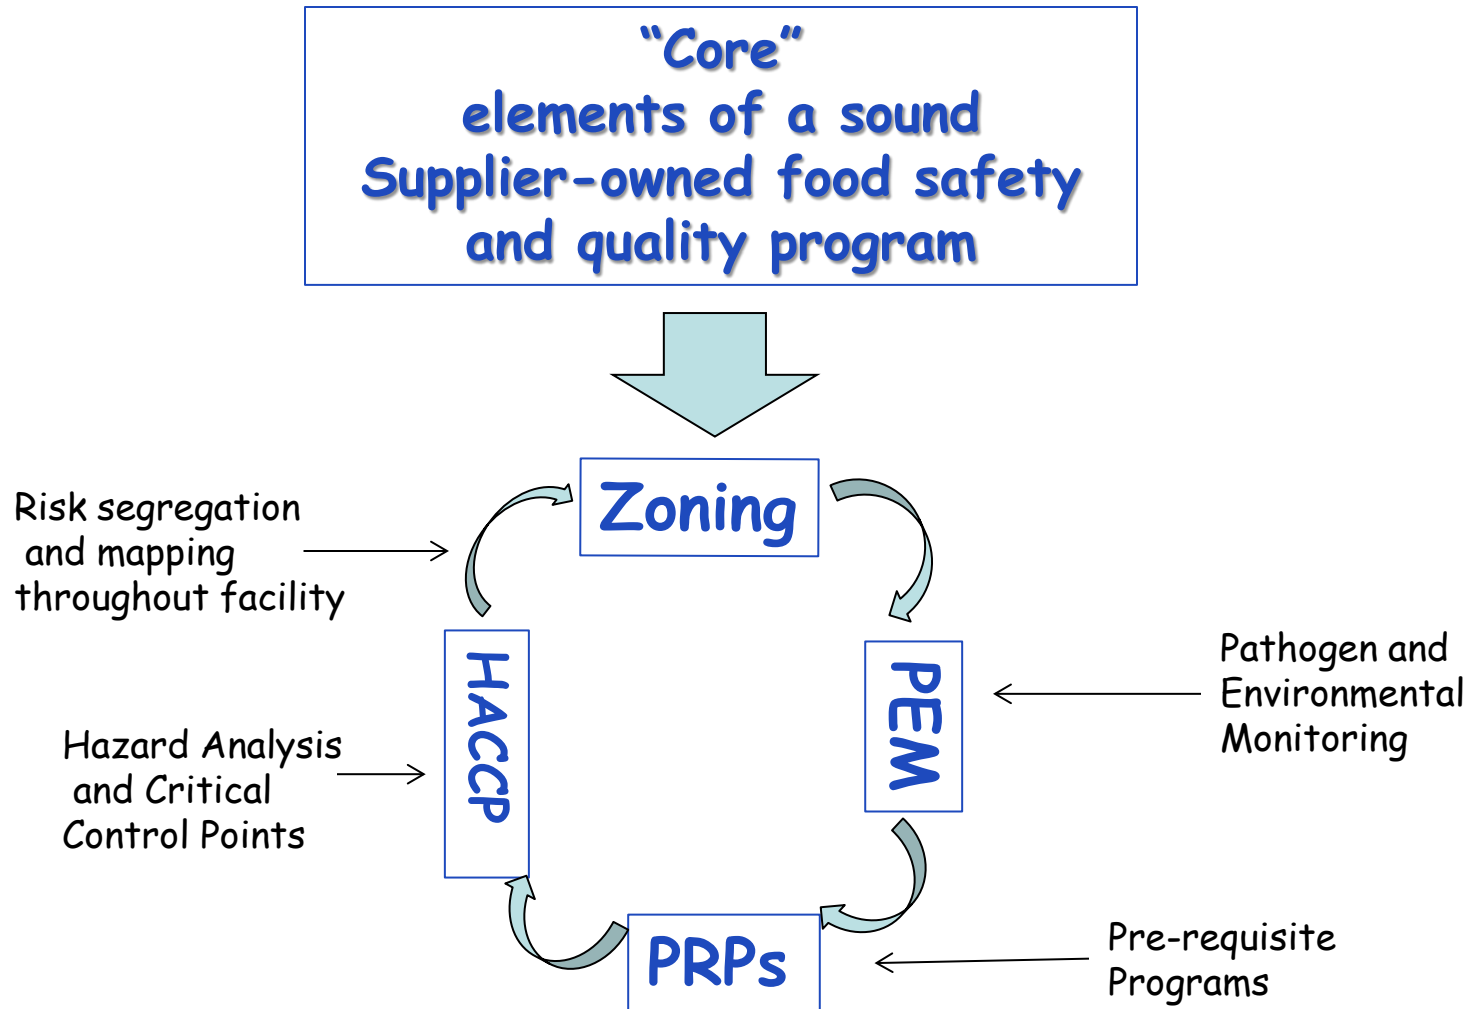 “Core”
elements of a sound
Supplier-owned food safety
and quality program
Zoning
Risk segregation
and mapping
throughout facility
HACCP
PEM
Pathogen and
Environmental
Monitoring
Hazard Analysis
and Critical
Control Points
PRPs
Pre-requisite
Programs